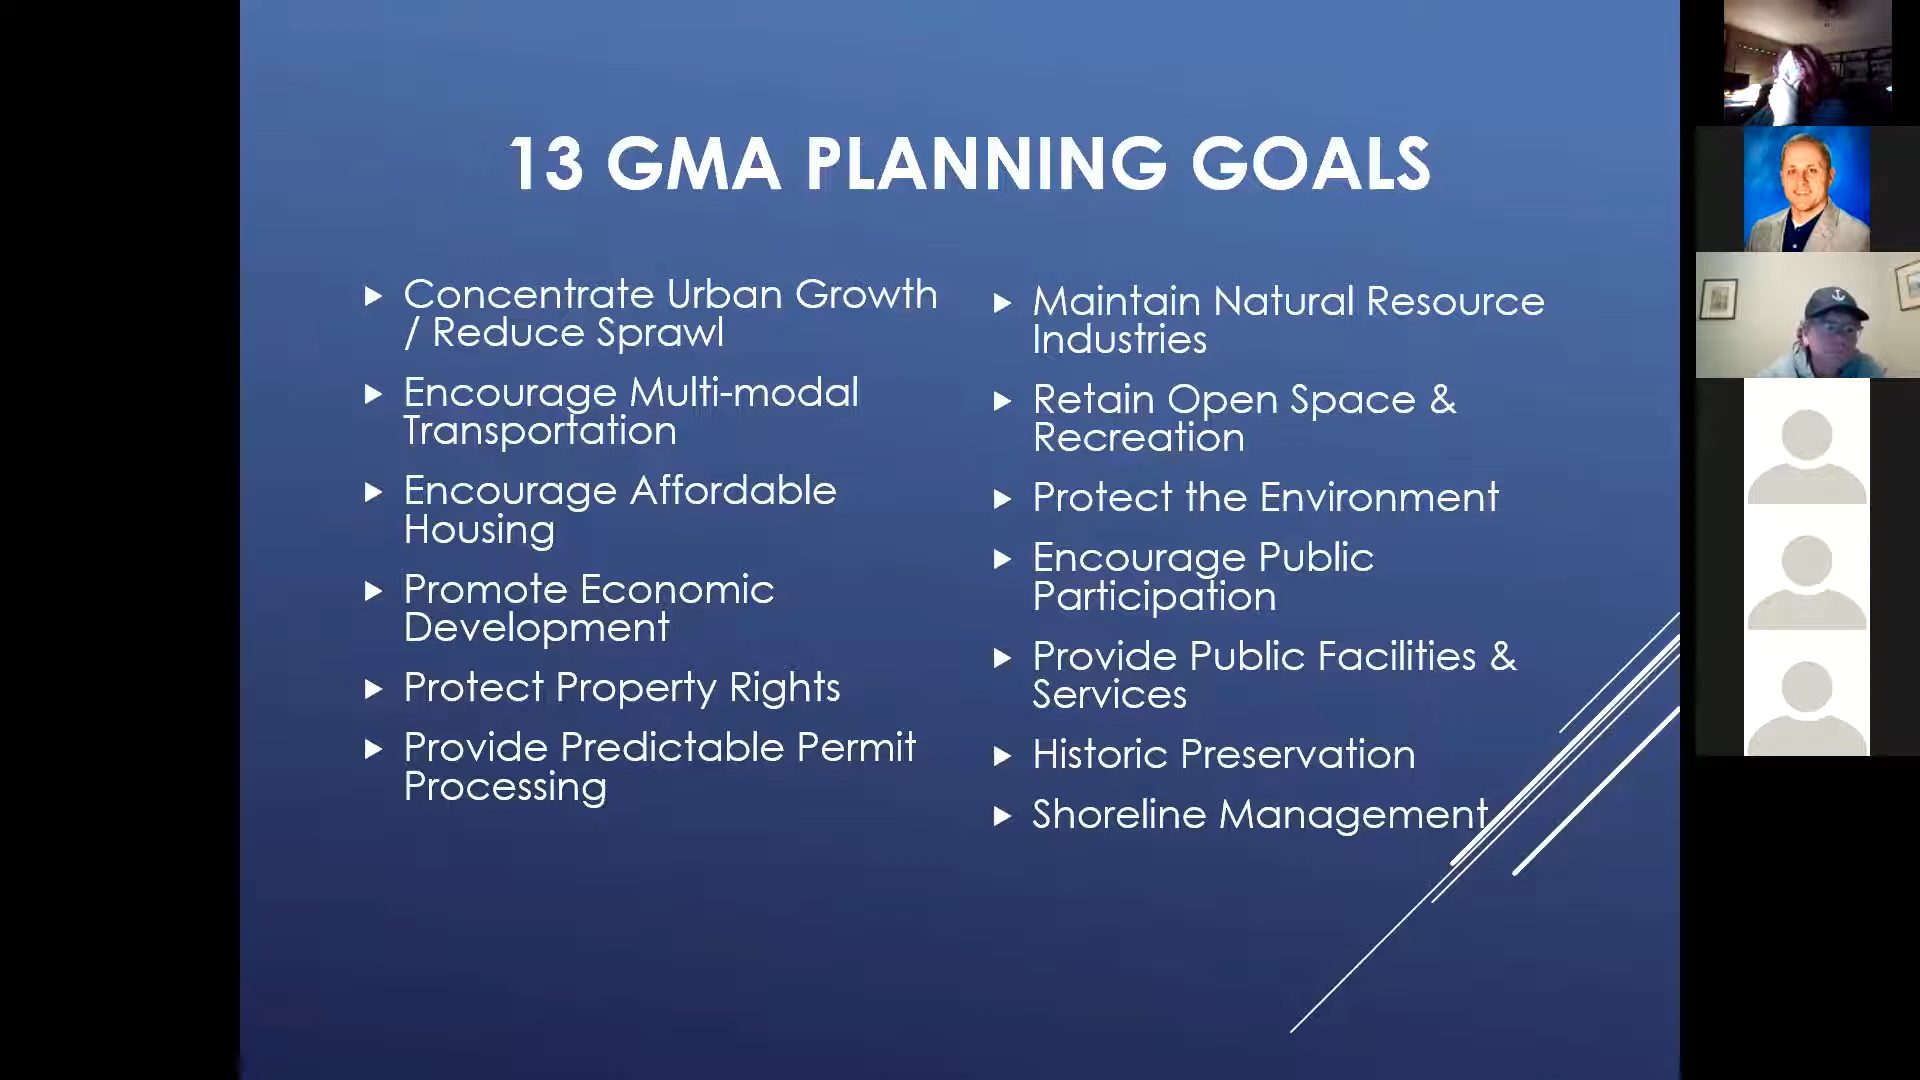 13 GMA PLANNING GOALS
Concentrate Urban Growth
/ Reduce Sprawl
Encourage Multi-modal
Transportation
Encourage Affordable
Housing
Promote Economic
Development
Protect Property Rights
Provide Predictable Permit
Processing
Maintain Natural Resource
Industries
Retain Open Space &
Recreation
Protect the Environment
Encourage Public
Participation
Provide Public Facilities &
Services
Historic Preservation
Shoreline Management